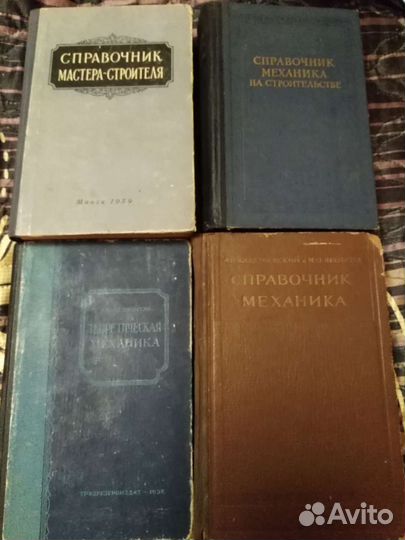 СПРАВОЧНИК
МАСТЕРА-СТРОИТЕЛЯ
Минск 1959
СПРАВОЧНИК
МЕХАНИКА
НА СТРОИТЕЛЬСТВЕ
ТЕОРЕТИЧЕСКАЯ
МЕХАНИКА
СПРАВОЧНИК
МЕХАНИКА
Avito